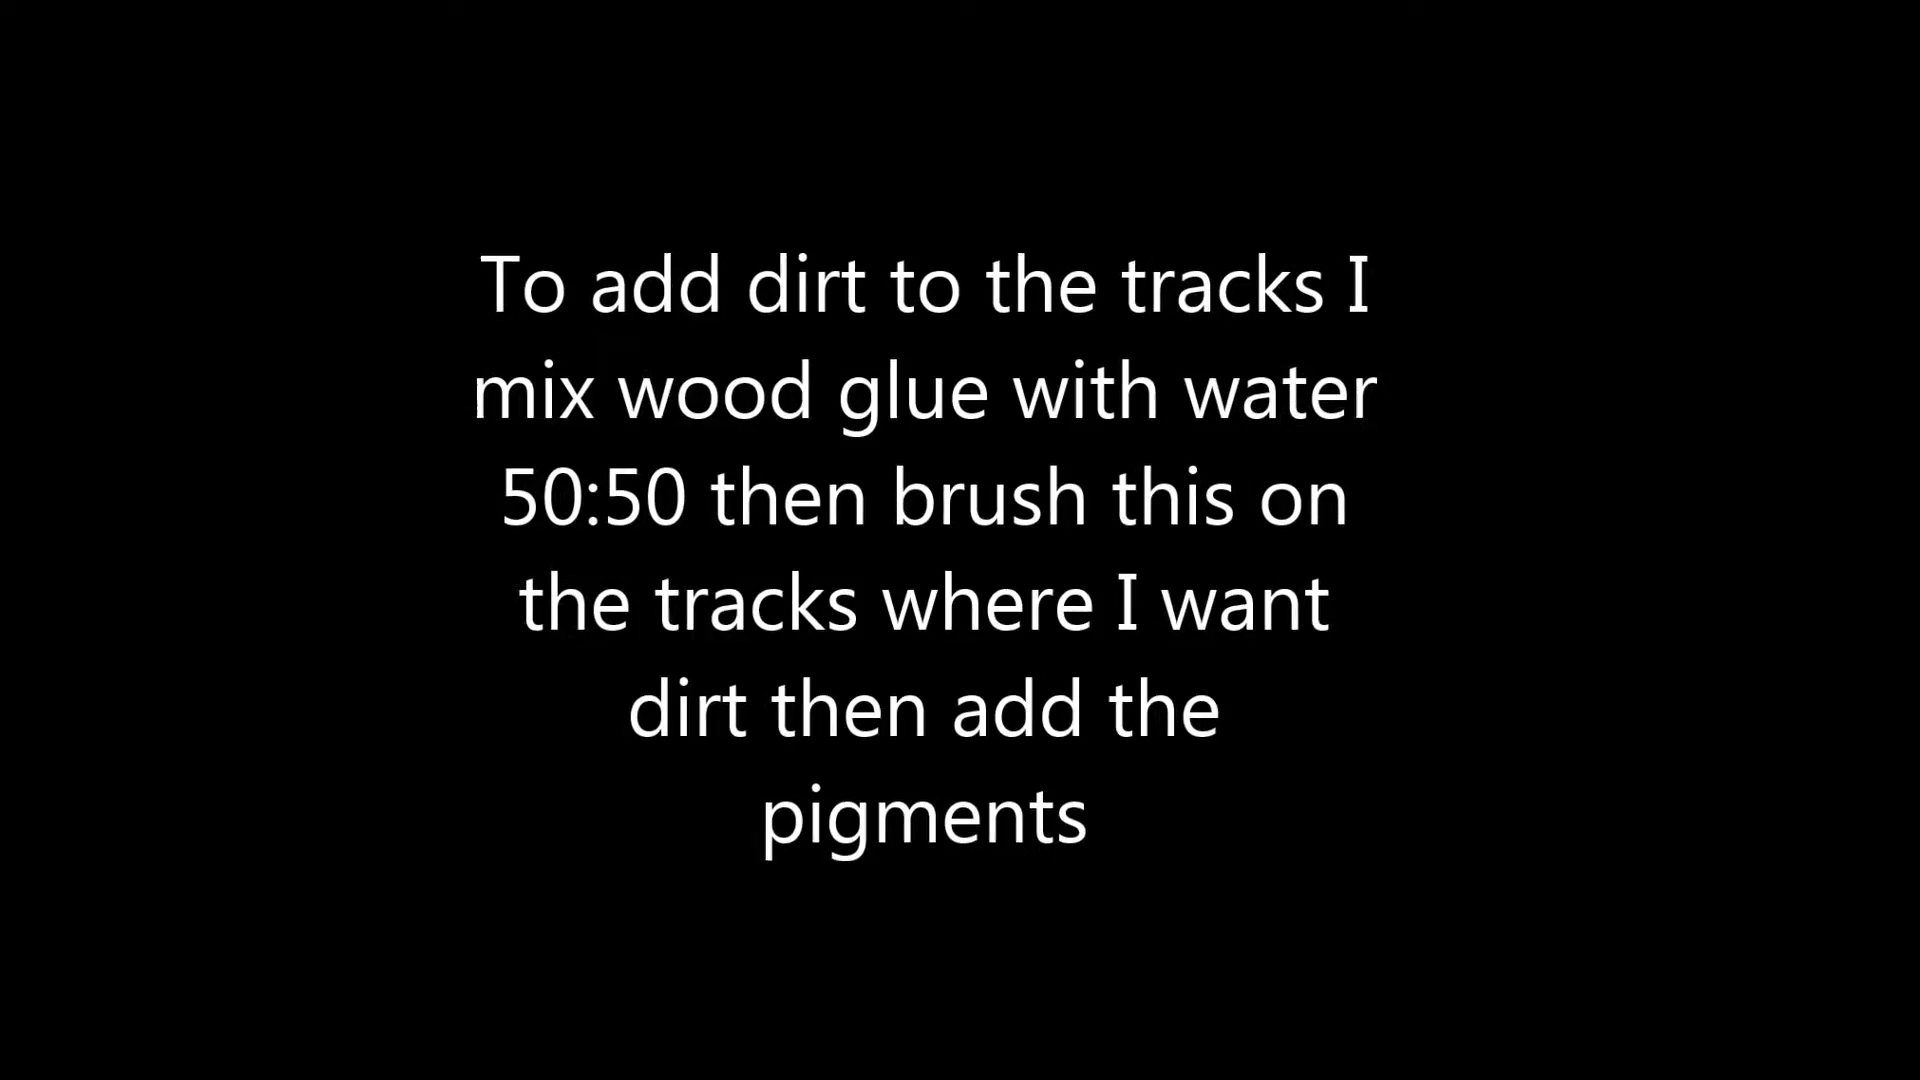 To add dirt to the tracks I
mix wood glue with water
50:50 then brush this on
the tracks where I want
dirt then add the
pigments